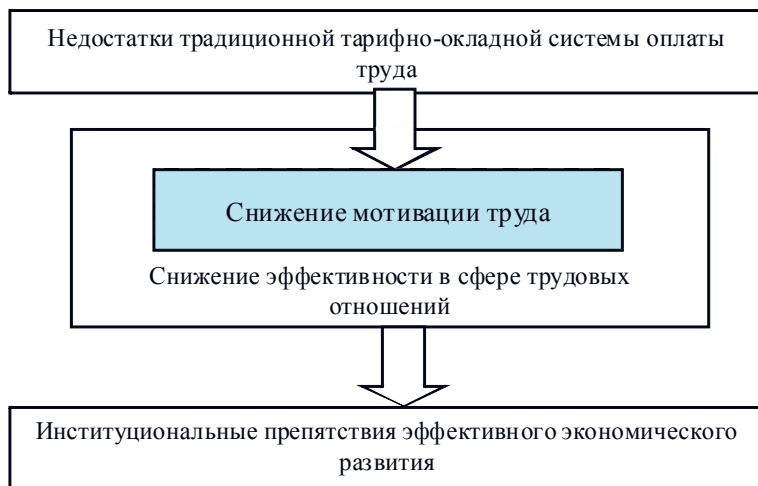 Недостатки традиционной тарифно-окладной системы оплаты
труда
Снижение мотивации труда
Снижение эффективности в сфере трудовых
отношений
Институциональные препятствия эффективного экономического
развития